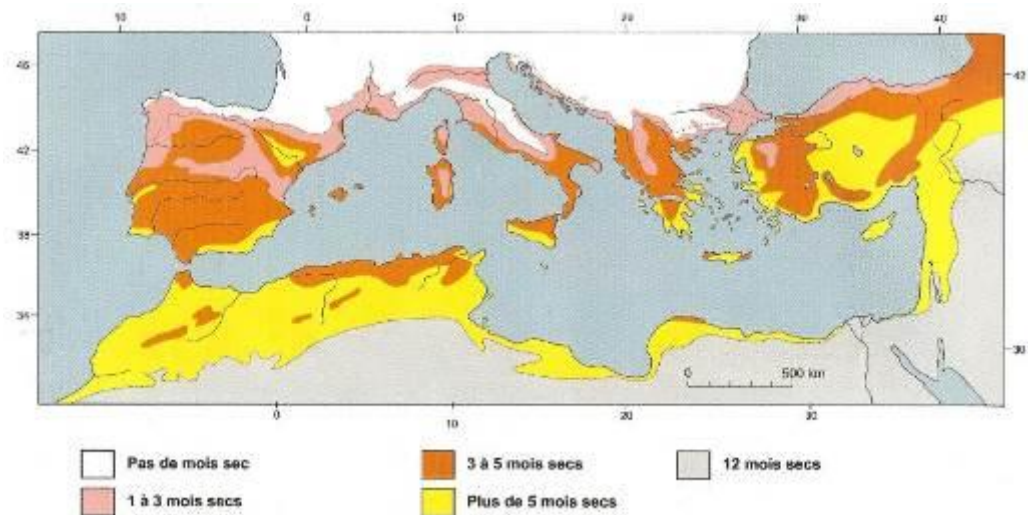 10 0 10 20 30 40
46
42
42
38
34
30
0 500 km
0 10 20 30
Pas de mois sec
3 à 5 mois secs
12 mois secs
1 à 3 mois secs
Plus de 5 mois secs